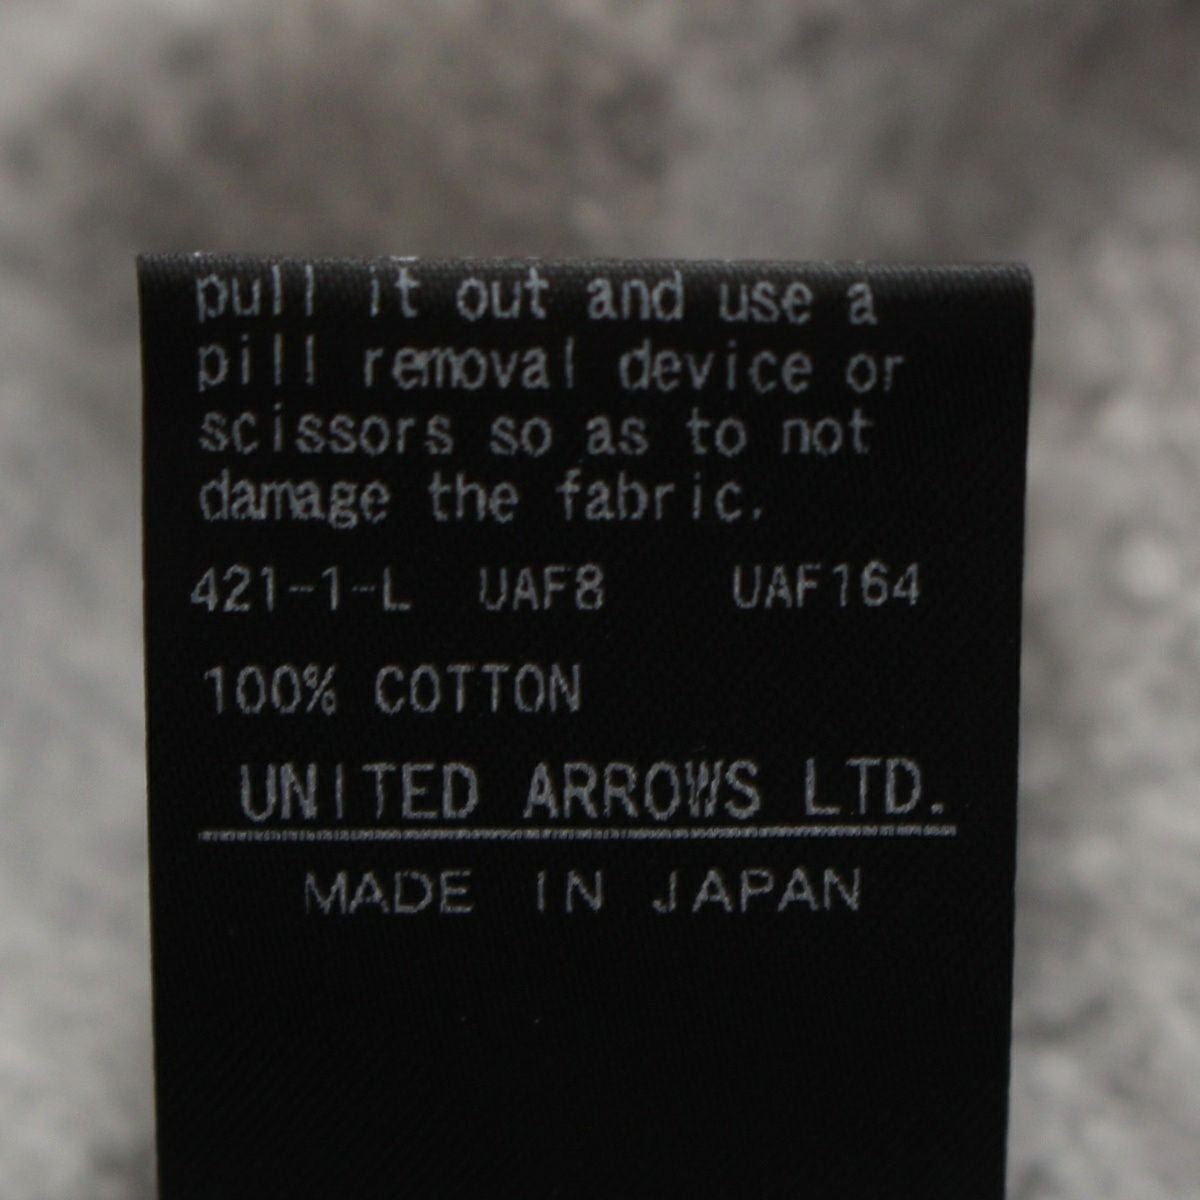 pull it out and use a
pill removal device or
scissors so as to not
damage the fabric.
421-1-L UAF8 UAF164
100% COTTON
UNITED ARROWS LTD.
MADE IN JAPAN